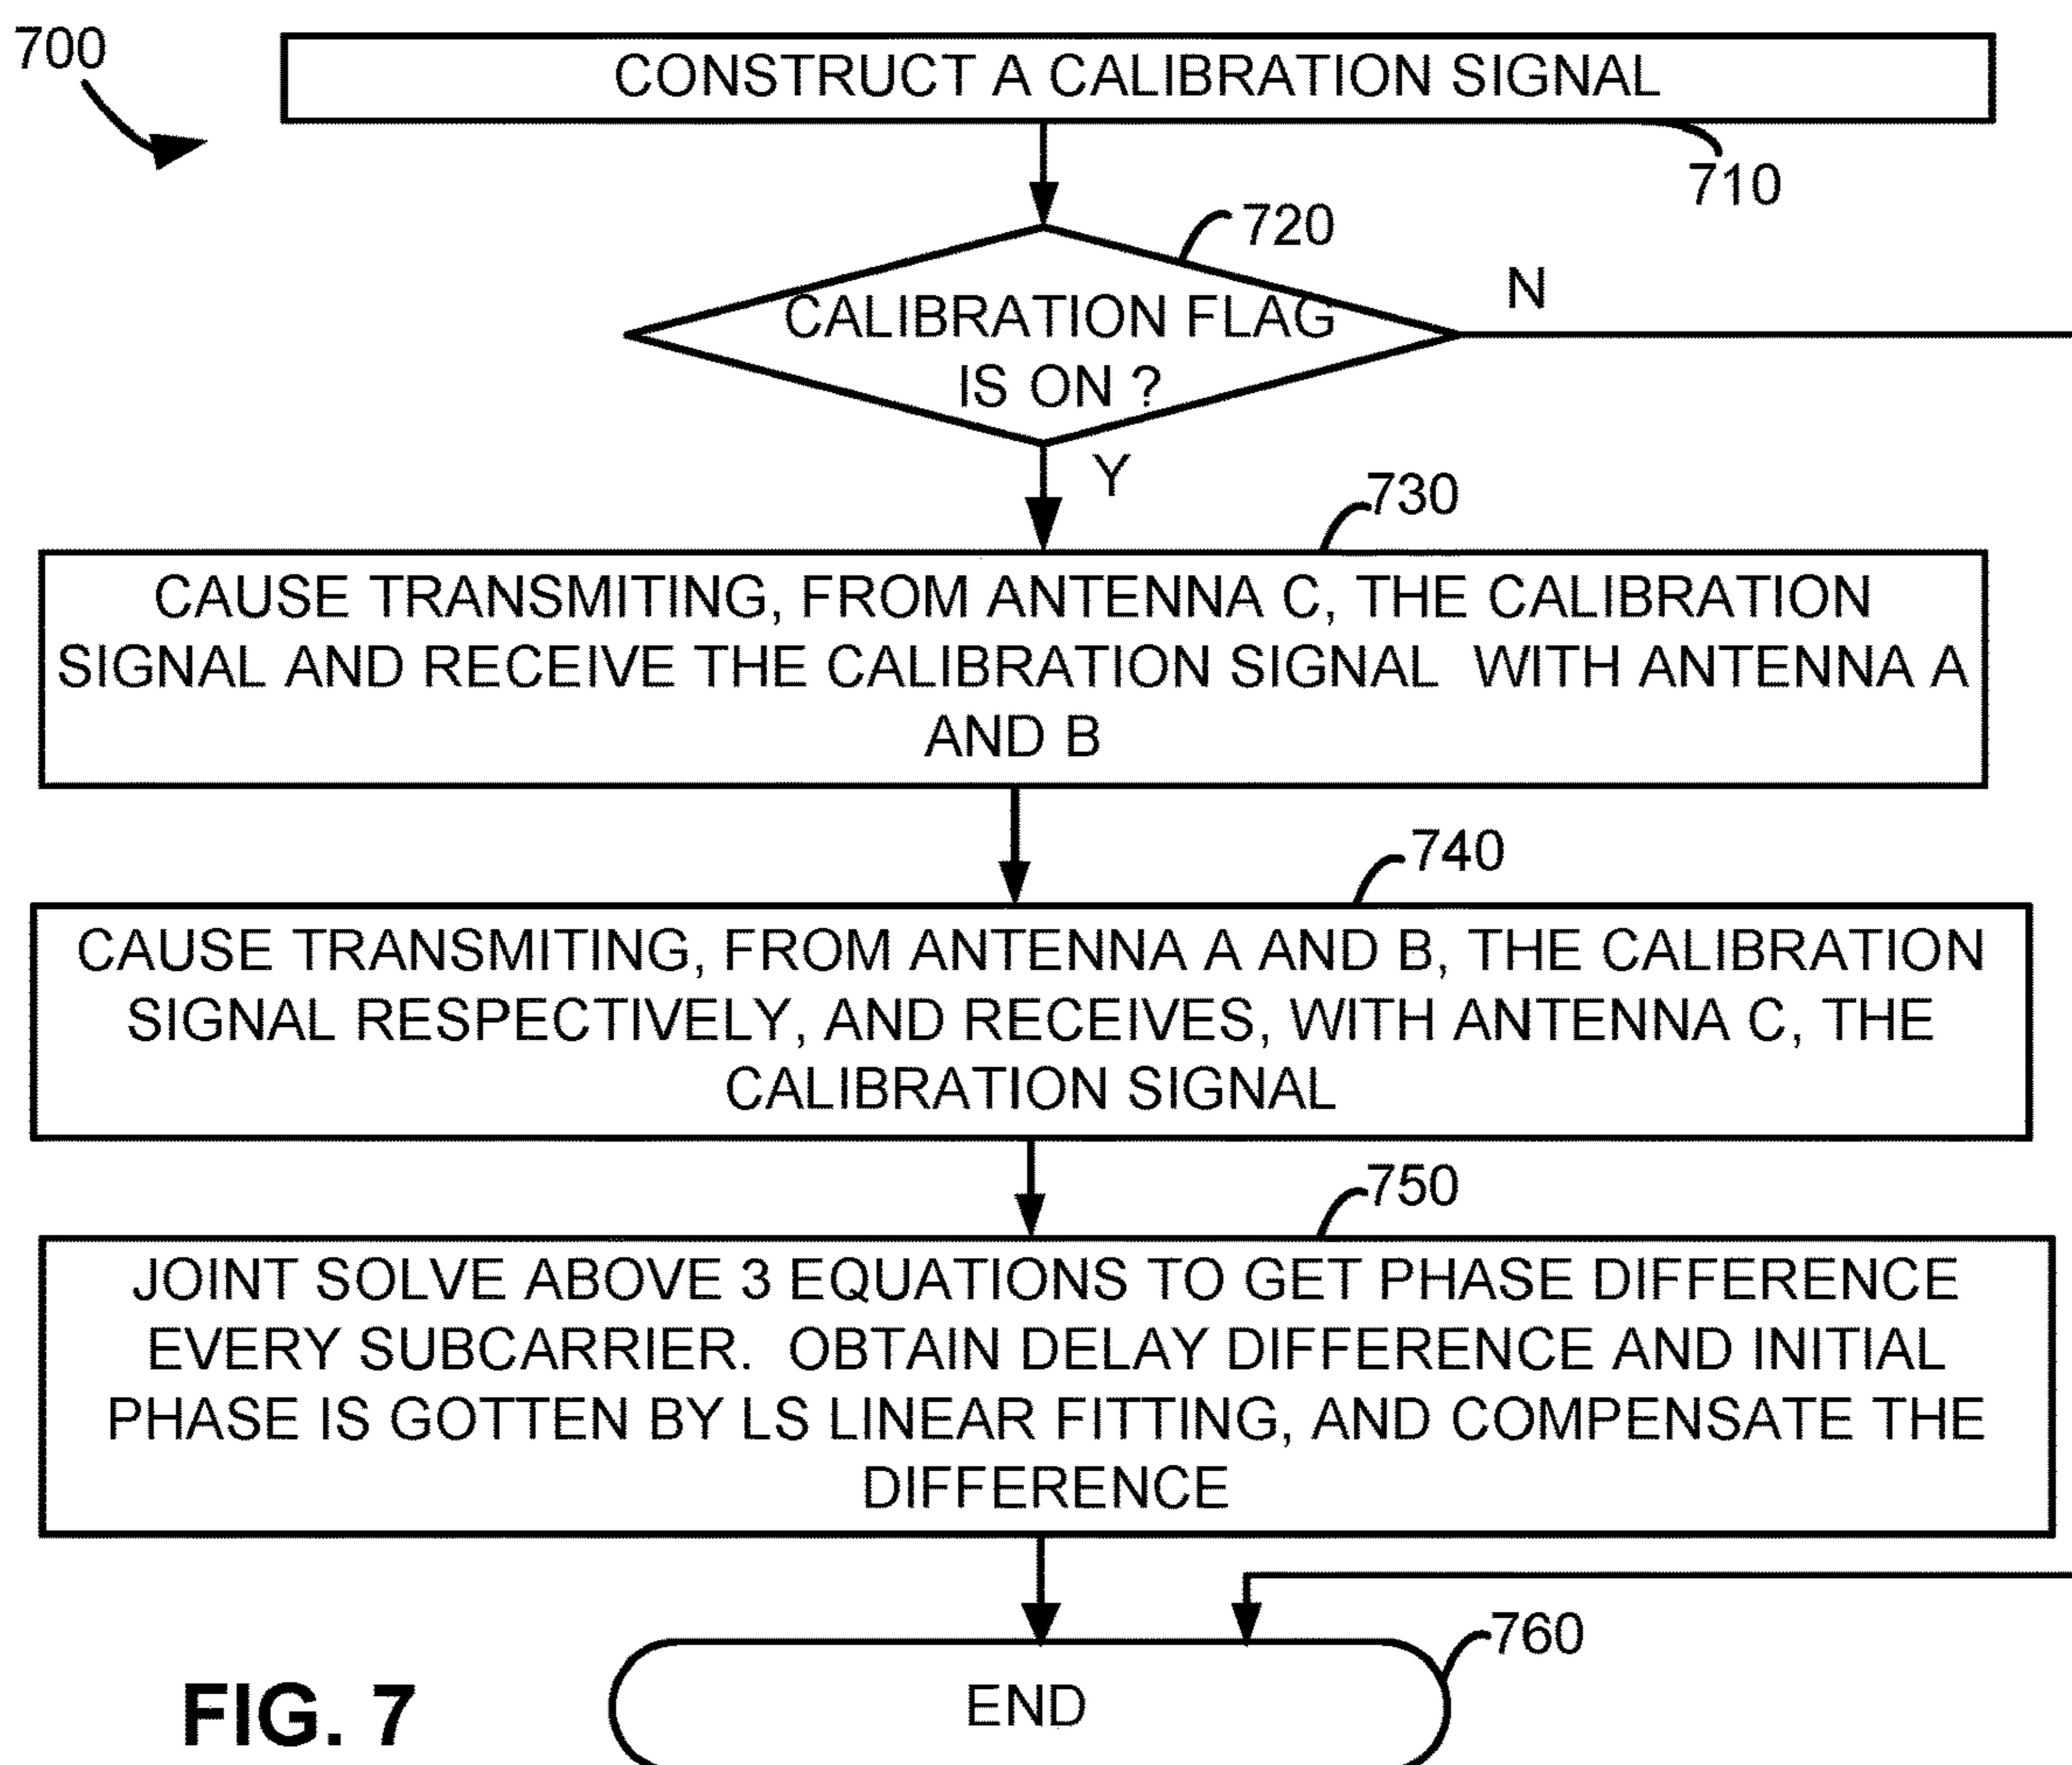 700
CONSTRUCT A CALIBRATION SIGNAL
710
720
CALIBRATION FLAG
IS ON ?
N
Y
730
CAUSE TRANSMITING, FROM ANTENNA C, THE CALIBRATION
SIGNAL AND RECEIVE THE CALIBRATION SIGNAL WITH ANTENNA A
AND B
740
CAUSE TRANSMITING, FROM ANTENNA A AND B, THE CALIBRATION
SIGNAL RESPECTIVELY, AND RECEIVES, WITH ANTENNA C, THE
CALIBRATION SIGNAL
750
JOINT SOLVE ABOVE 3 EQUATIONS TO GET PHASE DIFFERENCE
EVERY SUBCARRIER. OBTAIN DELAY DIFFERENCE AND INITIAL
PHASE IS GOTTEN BY LS LINEAR FITTING, AND COMPENSATE THE
DIFFERENCE
760
END
FIG. 7